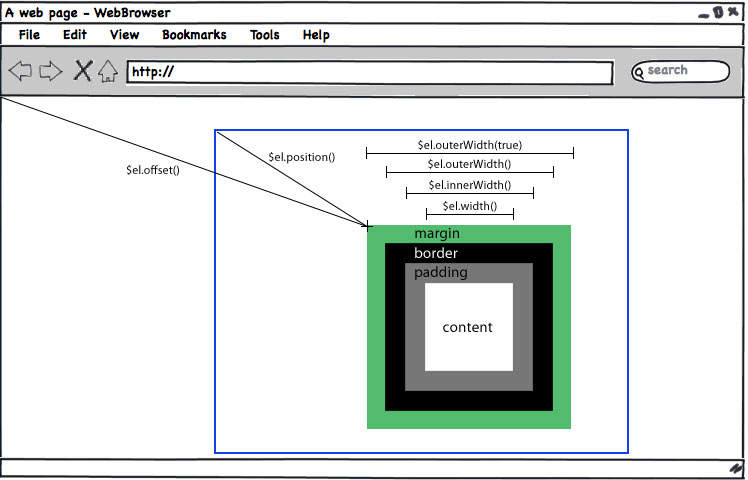 A web page - WebBrowser
File Edit View Bookmarks Tools Help
http://
search
$el.outerWidth(true)
$el.position()
$el.offset()
$el.outerWidth()
$el.innerWidth()
$el.width()
margin
border
padding
content